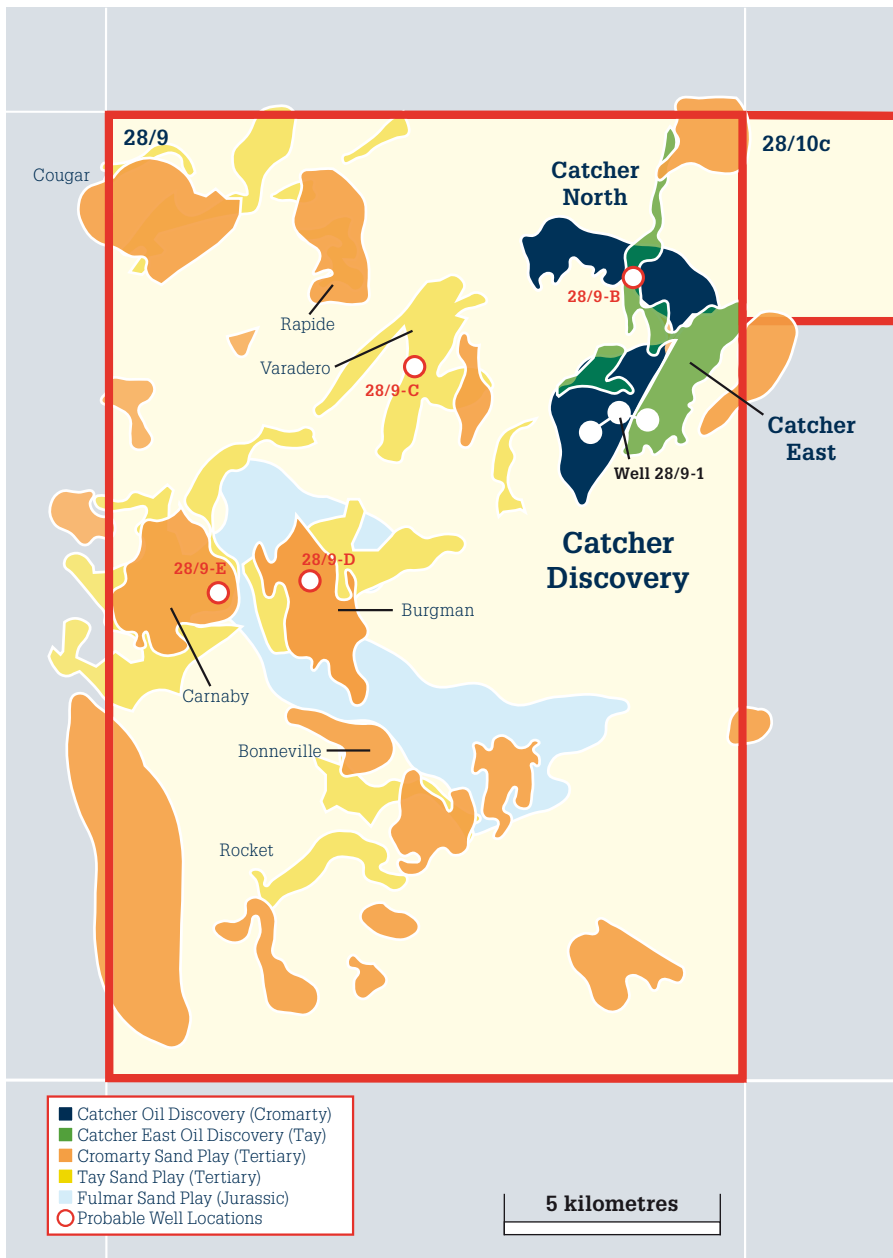 28/9
28/10c
Cougar
Catcher
North
28/9-B
Rapide
Varadero
28/9-C
Catcher
East
Well 28/9-1
Catcher
Discovery
28/9-E
28/9-D
Burgman
Carnaby
Bonneville
Rocket
Catcher Oil Discovery (Cromarty)
Catcher East Oil Discovery (Tay)
Cromarty Sand Play (Tertiary)
Tay Sand Play (Tertiary)
Fulmar Sand Play (Jurassic)
Probable Well Locations
5 kilometres